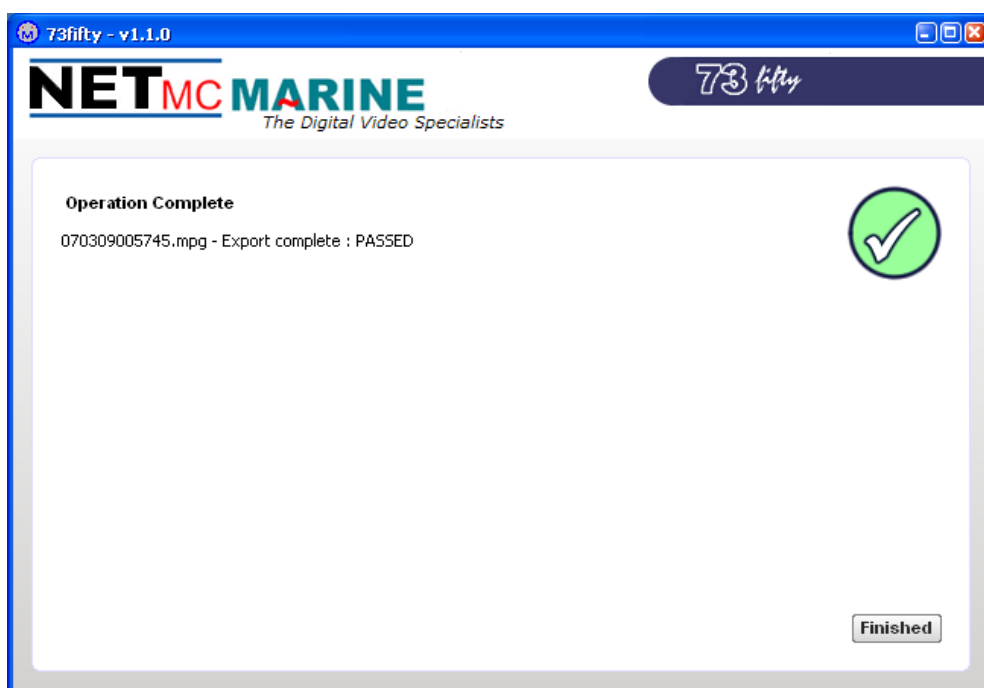 73fifty - v1.1.0
NETMC MARINE
The Digital Video Specialists
73 fifty
Operation Complete
070309005745.mpg - Export complete : PASSED
Finished